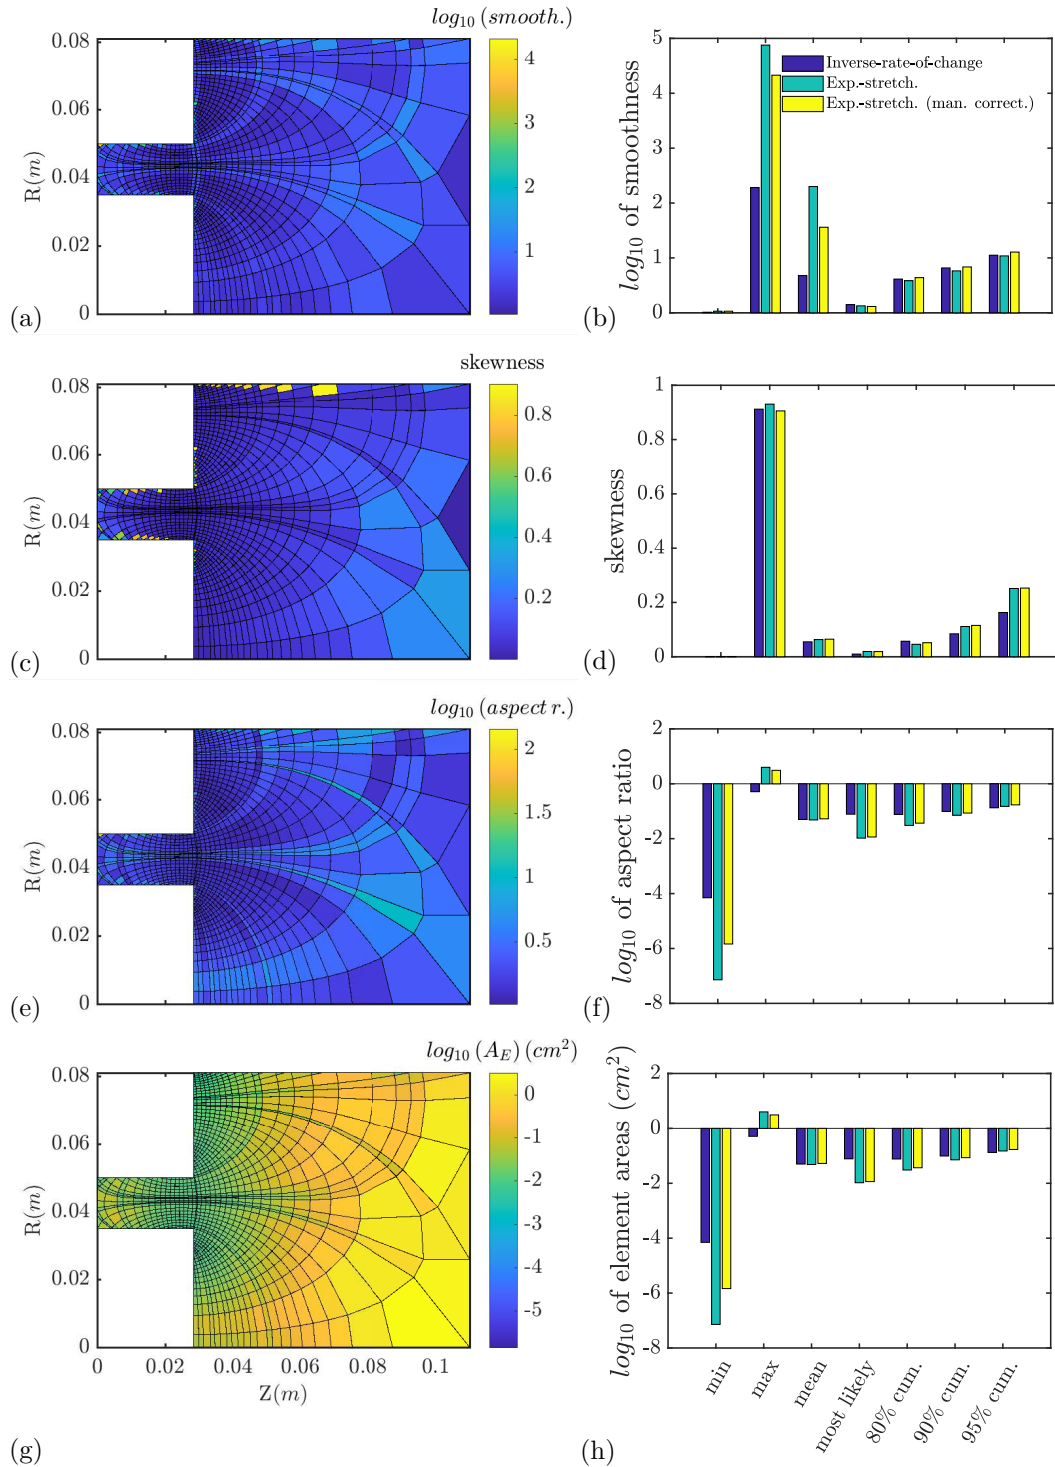 log10 (smooth.)
0.08
0.06
0.04
0.02
0
R(m)
4
3
2
1
(a)
5
4
3
2
1
0
log10 of smoothness
Inverse-rate-of-change
Exp.-stretch.
Exp.-stretch. (man. correct.)
(b)
skewness
0.08
0.06
0.04
0.02
0
R(m)
0.8
0.6
0.4
0.2
(c)
1
0.8
0.6
0.4
0.2
0
skewness
(d)
log10 (aspect r.)
0.08
0.06
0.04
0.02
0
R(m)
2
1.5
1
0.5
(e)
2
0
-2
-4
-6
-8
log10 of aspect ratio
(f)
log10 (AE) (cm²)
0.08
0.06
0.04
0.02
0
R(m)
0
-1
-2
-3
-4
-5
0 0.02 0.04 0.06 0.08 0.1
Z(m)
(g)
2
0
-2
-4
-6
-8
log10 of element areas (cm²)
min
max
mean
most likely
80% cum.
90% cum.
95% cum.
(h)